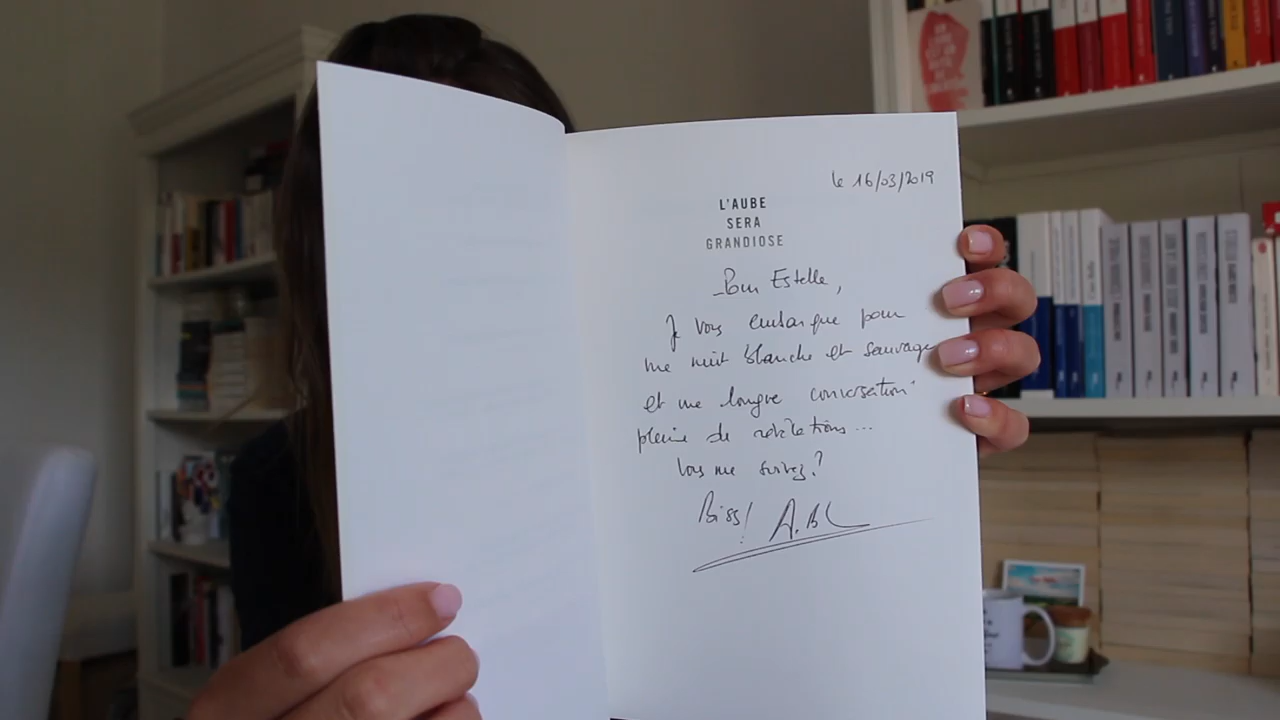 le 16/03/2019
L'AUBE
SERA
GRANDIOSE
Pour Estelle,
Je vous embarque pour
une nuit blanche et sauvage
et une longue conversation
pleine de révélations...
Vous me suivez?
Biss! A.BL